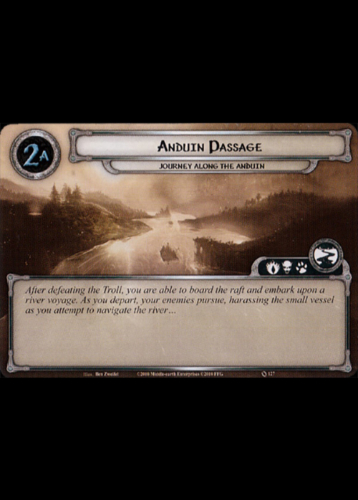 2A
Anduin Passage
Journey Along the Anduin
After defeating the Troll, you are able to board the raft and embark upon a
river voyage. As you depart, your enemies pursue, harassing the small vessel
as you attempt to navigate the river…
Illus. Ben Zweifel ©2010 Middle-earth Enterprises ©2010 FFG 127